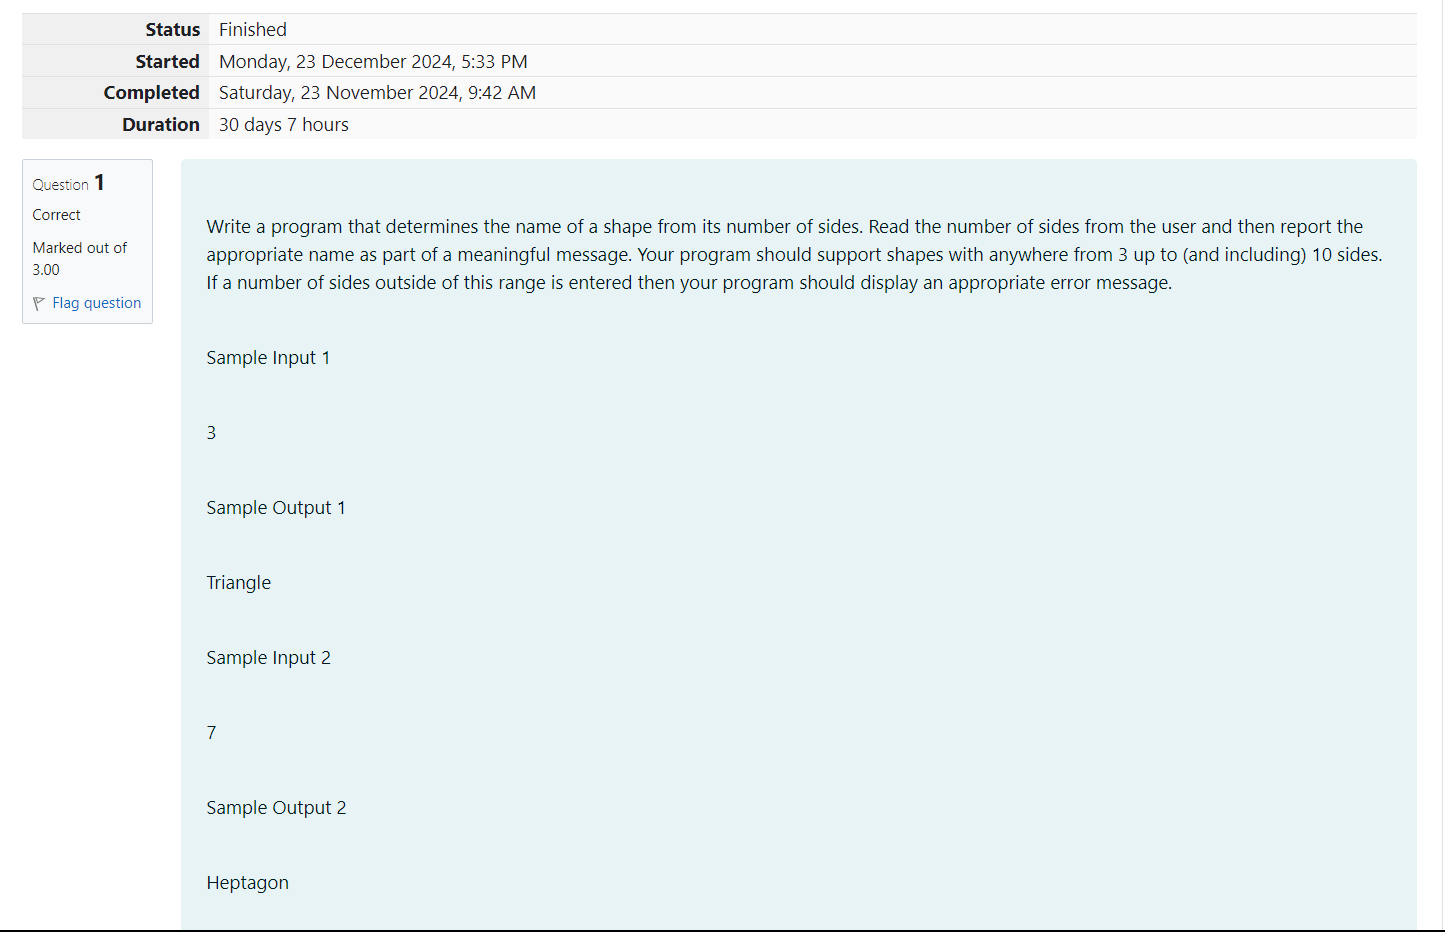 Status Finished
Started Monday, 23 December 2024, 5:33 PM
Completed Saturday, 23 November 2024, 9:42 AM
Duration 30 days 7 hours
Question 1
Correct
Marked out of
3.00
Flag question
Write a program that determines the name of a shape from its number of sides. Read the number of sides from the user and then report the
appropriate name as part of a meaningful message. Your program should support shapes with anywhere from 3 up to (and including) 10 sides.
If a number of sides outside of this range is entered then your program should display an appropriate error message.
Sample Input 1
3
Sample Output 1
Triangle
Sample Input 2
7
Sample Output 2
Heptagon